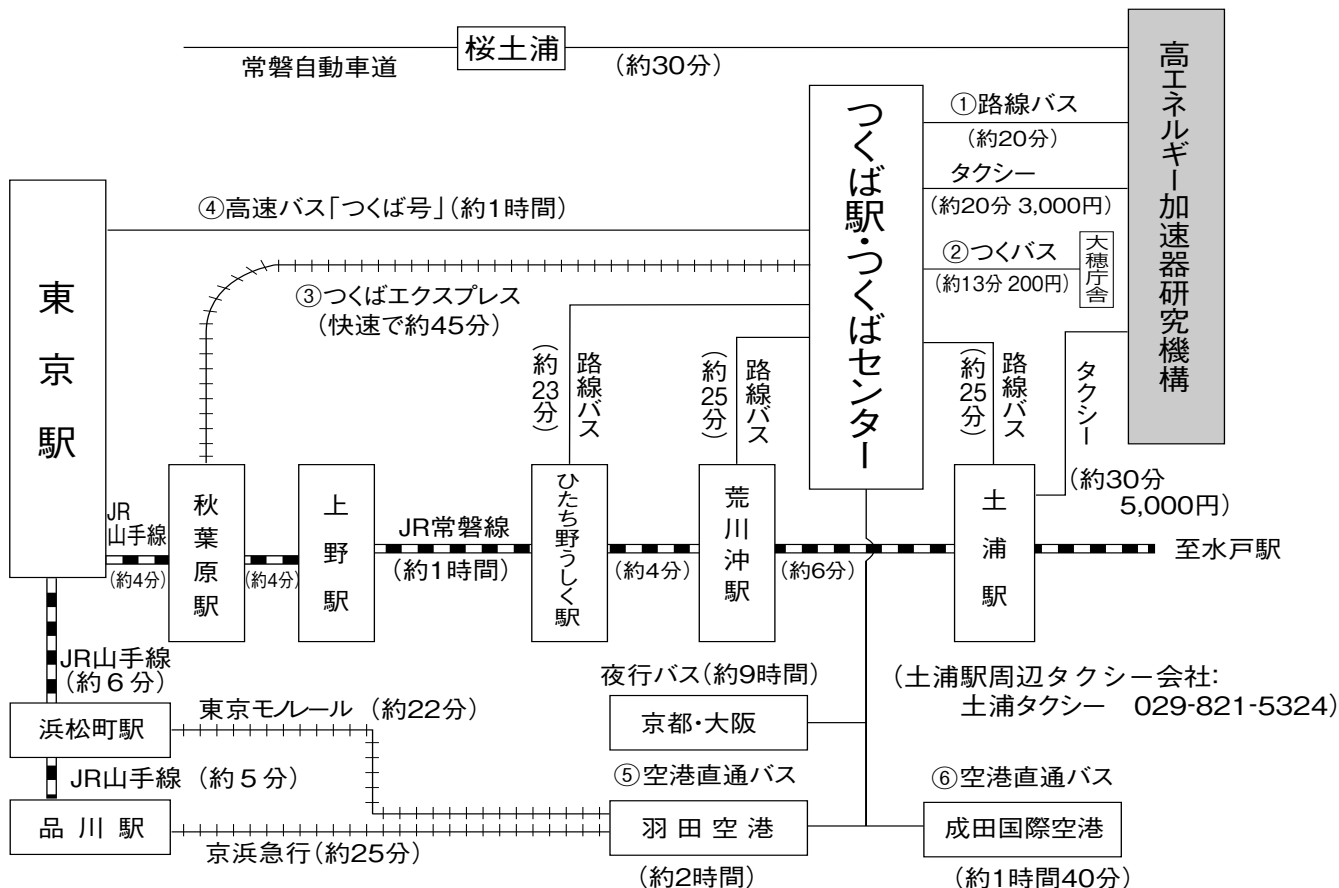 常磐自動車道
桜土浦
(約30分)
高エネルギー加速器研究機構
つくば駅・つくばセンター
①路線バス
(約20分)
タクシー
(約20分 3,000円)
②つくバス
(約13分 200円)
大穂庁舎
東京駅
④高速バス「つくば号」(約1時間)
③つくばエクスプレス
(快速で約45分)
路線バス
(約23分)
路線バス
(約25分)
路線バス
(約25分)
タクシー
(約30分
5,000円)
JR
山手線
(約4分)
秋葉原駅
(約4分)
上野駅
JR常磐線
(約1時間)
ひたち野うしく駅
(約4分)
荒川沖駅
(約6分)
土浦駅
至水戸駅
JR山手線
(約6分)
浜松町駅
東京モノレール (約22分)
JR山手線 (約5分)
品川駅
京浜急行(約25分)
夜行バス(約9時間)
京都・大阪
(土浦駅周辺タクシー会社:
土浦タクシー 029-821-5324)
⑤空港直通バス
羽田空港
(約2時間)
⑥空港直通バス
成田国際空港
(約1時間40分)